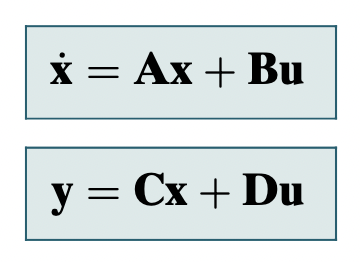 ẋ = Ax + Bu
y = Cx + Du